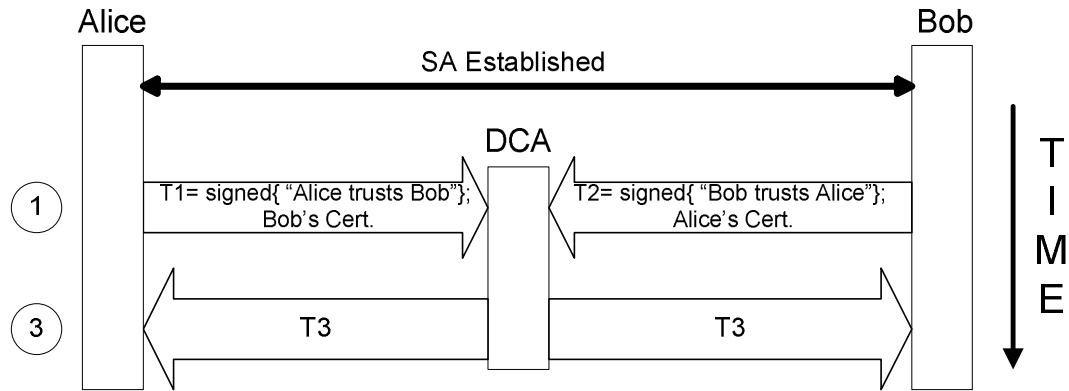 Alice
Bob
SA Established
DCA
1
T1= signed{ “Alice trusts Bob”};
Bob’s Cert.
T2= signed{ “Bob trusts Alice”};
Alice’s Cert.
3
T3
T3
T
I
M
E